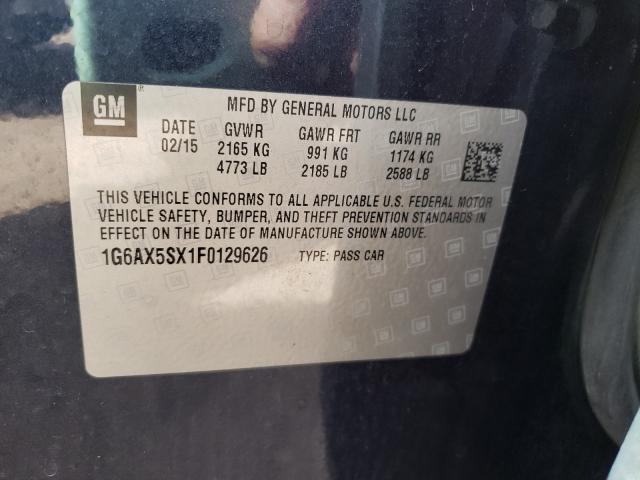 GM ®
MFD BY GENERAL MOTORS LLC
DATE GVWR GAWR FRT GAWR RR
02/15 2165 KG 991 KG 1174 KG
4773 LB 2185 LB 2588 LB
THIS VEHICLE CONFORMS TO ALL APPLICABLE U.S. FEDERAL MOTOR
VEHICLE SAFETY, BUMPER, AND THEFT PREVENTION STANDARDS IN
EFFECT ON THE DATE OF MANUFACTURE SHOWN ABOVE.
1G6AX5SX1F0129626 TYPE: PASS CAR